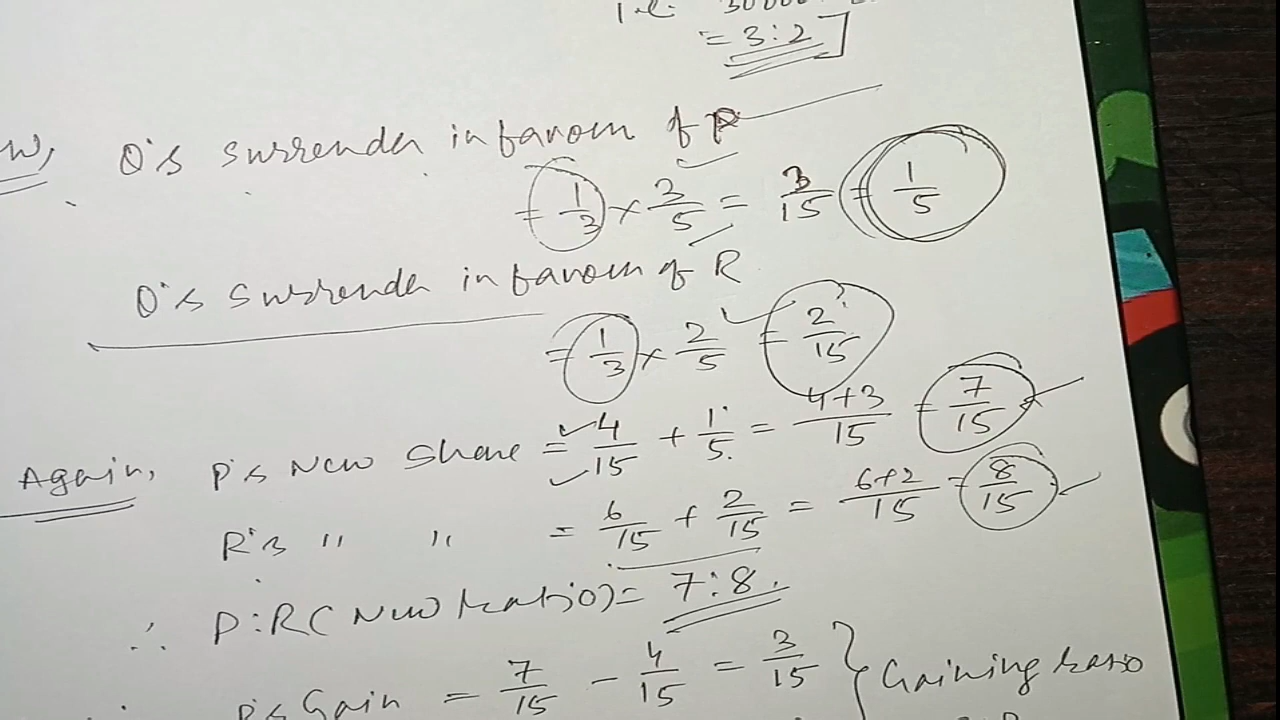 i.e. 30000
= 3:2]
w, O's surrender in favour of P
= 1/3 × 3/5 = 3/15 = 1/5
O's surrender in favour of R
= 1/3 × 2/5 = 2/15
Again, P's New Share = 4/15 + 1/5 = 4+3/15 = 7/15
R's " " = 6/15 + 2/15 = 6+2/15 = 8/15
∴ P:R (New Ratio) = 7:8.
P's Gain = 7/15 - 4/15 = 3/15 } Gaining Ratio